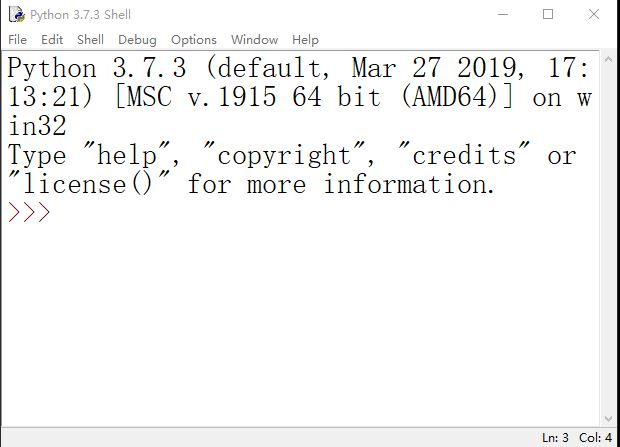 Python 3.7.3 Shell
File Edit Shell Debug Options Window Help
Python 3.7.3 (default, Mar 27 2019, 17:
13:21) [MSC v.1915 64 bit (AMD64)] on w
in32
Type "help", "copyright", "credits" or
"license()" for more information.
>>>
Ln: 3 Col: 4